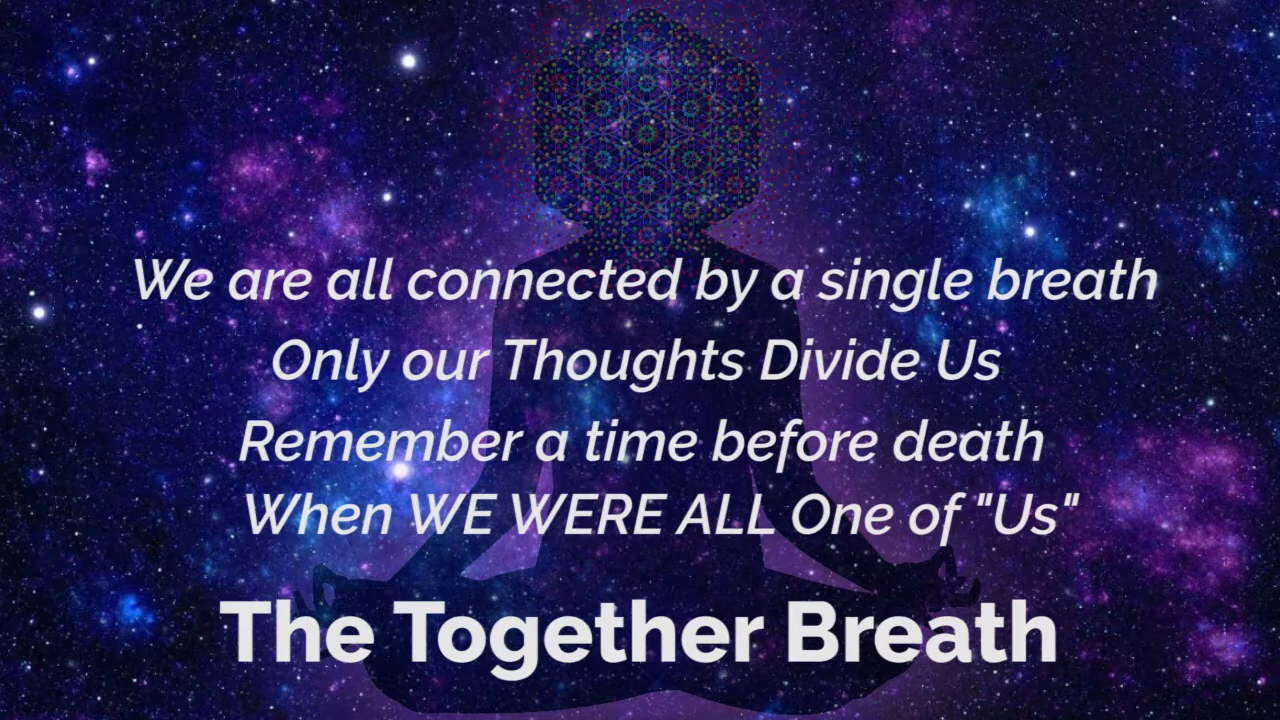 We are all connected by a single breath
Only our Thoughts Divide Us
Remember a time before death
When WE WERE ALL One of "Us"
The Together Breath